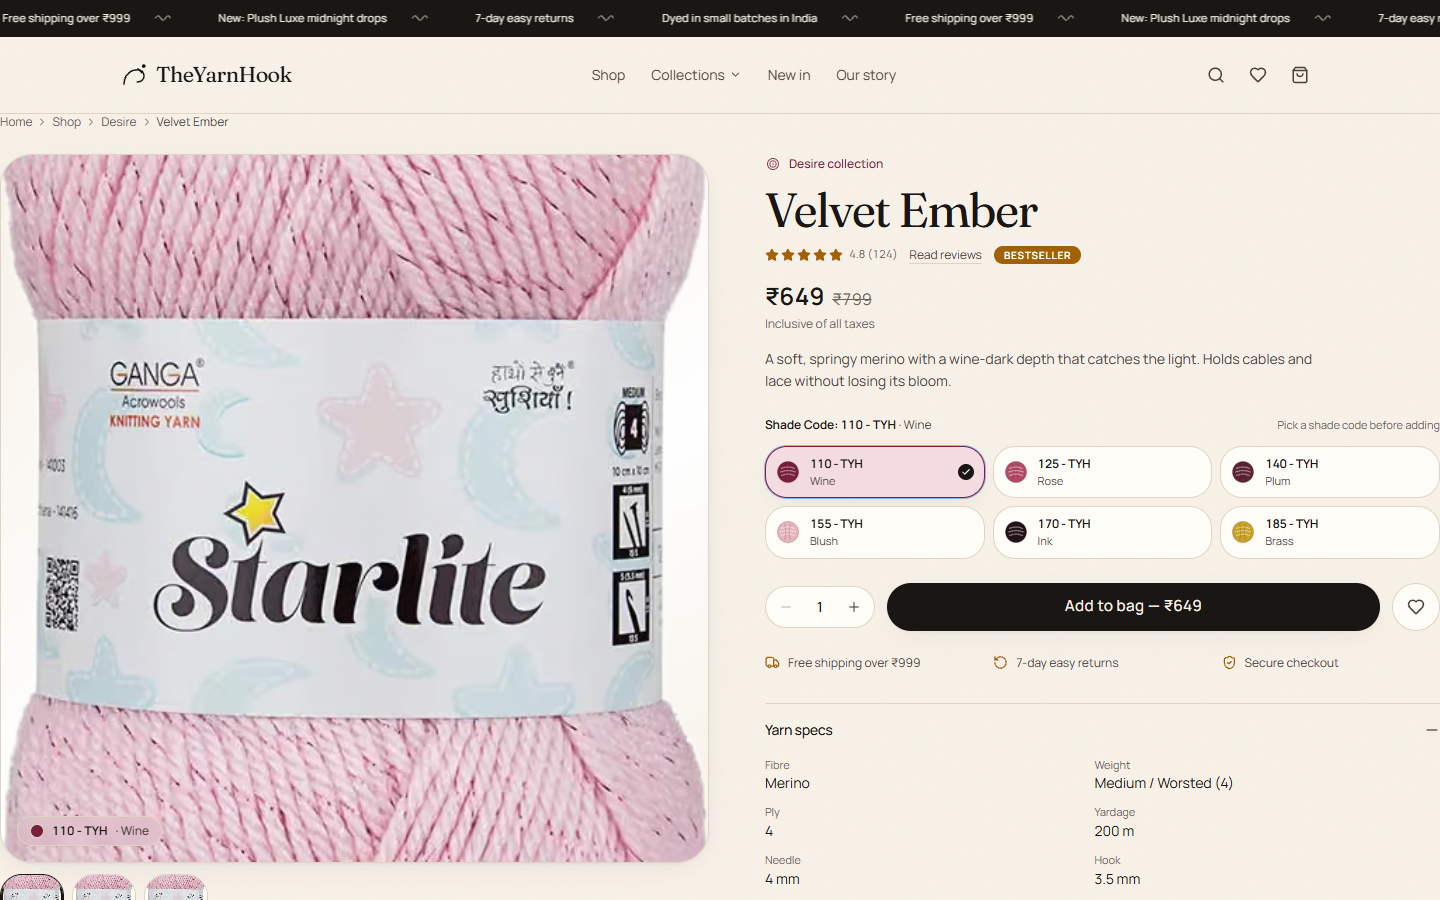 Free shipping over ₹999
New: Plush Luxe midnight drops
7-day easy returns
Dyed in small batches in India
Free shipping over ₹999
New: Plush Luxe midnight drops
7-day easy r
TheYarnHook
Shop
Collections
New in
Our story
Home > Shop > Desire > Velvet Ember
GANGA®
Acrowools
KNITTING YARN
हाथों से बुनें®
खुशियाँ !
MEDIUM
4
10 cm x 10 cm
- 141003
- 141416
Starlite
110 - TYH · Wine
Desire collection
Velvet Ember
4.8 (124)
Read reviews
BESTSELLER
₹649 ₹799
Inclusive of all taxes
A soft, springy merino with a wine-dark depth that catches the light. Holds cables and
lace without losing its bloom.
Shade Code: 110 - TYH · Wine
Pick a shade code before adding
110 - TYH
Wine
125 - TYH
Rose
140 - TYH
Plum
155 - TYH
Blush
170 - TYH
Ink
185 - TYH
Brass
1
Add to bag — ₹649
Free shipping over ₹999
7-day easy returns
Secure checkout
Yarn specs
Fibre
Merino
Weight
Medium / Worsted (4)
Ply
4
Yardage
200 m
Needle
4 mm
Hook
3.5 mm